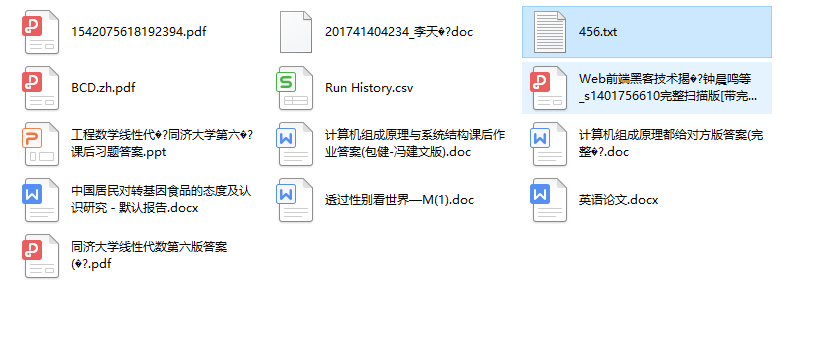 1542075618192394.pdf
201741404234_李天�?doc
456.txt
BCD.zh.pdf
Run History.csv
Web前端黑客技术揭�?钟晨鸣等
_s1401756610完整扫描版[带完...
工程数学线性代�?同济大学第六�?
课后习题答案.ppt
计算机组成原理与系统结构课后作
业答案(包健-冯建文版).doc
计算机组成原理都给对方版答案(完
整�?.doc
中国居民对转基因食品的态度及认
识研究 - 默认报告.docx
透过性别看世界—M(1).doc
英语论文.docx
同济大学线性代数第六版答案
(�?.pdf